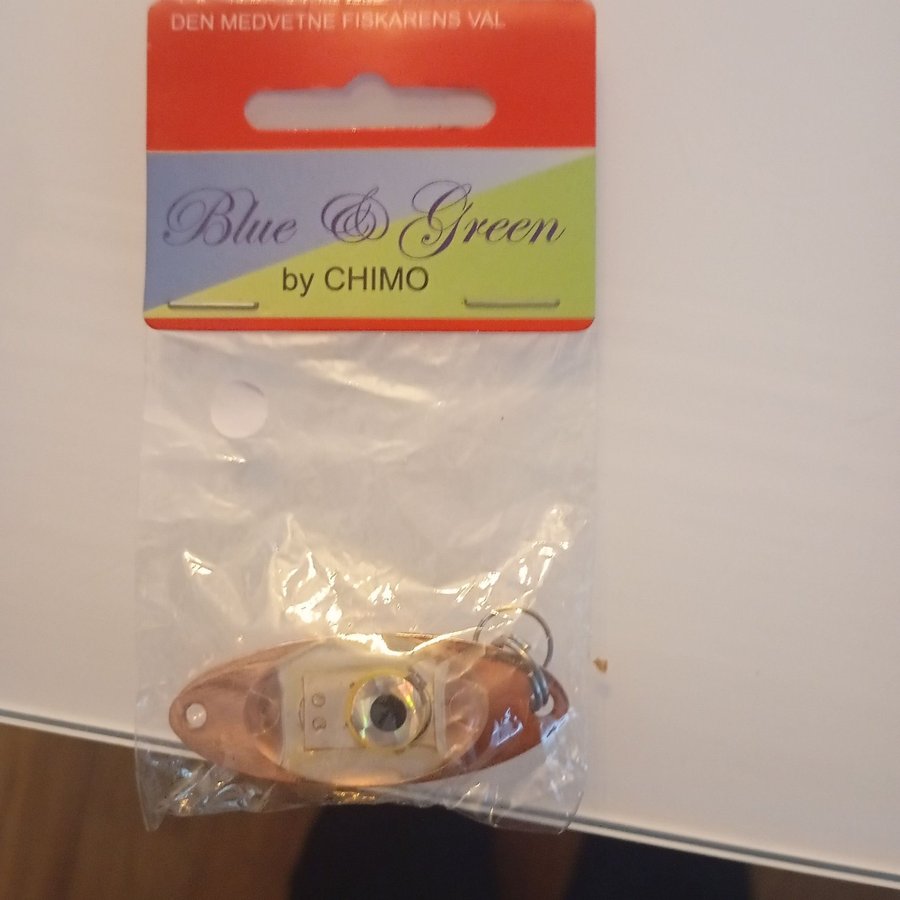 DEN MEDVETNE FISKARENS VAL
Blue & Green
by CHIMO